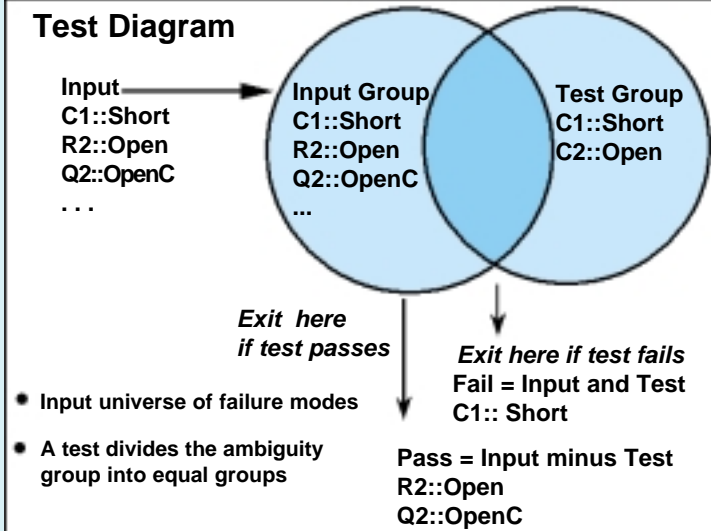 Test Diagram
Input
C1::Short
R2::Open
Q2::OpenC
. . .
Input Group
C1::Short
R2::Open
Q2::OpenC
...
Test Group
C1::Short
C2::Open
Exit here
if test passes
Exit here if test fails
Fail = Input and Test
C1:: Short
• Input universe of failure modes
• A test divides the ambiguity
group into equal groups
Pass = Input minus Test
R2::Open
Q2::OpenC